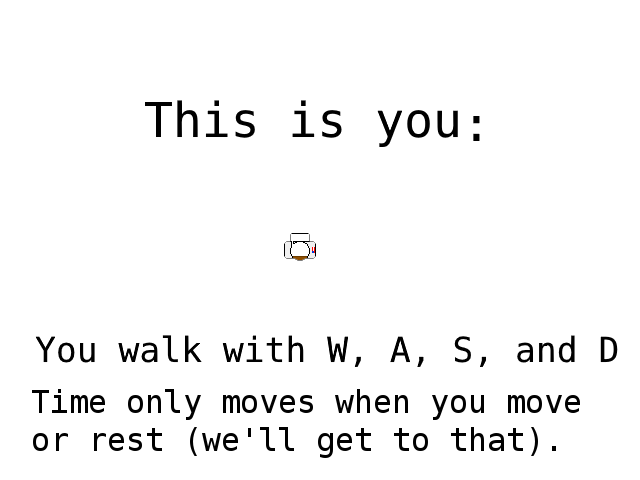 This is you:
You walk with W, A, S, and D
Time only moves when you move
or rest (we'll get to that).